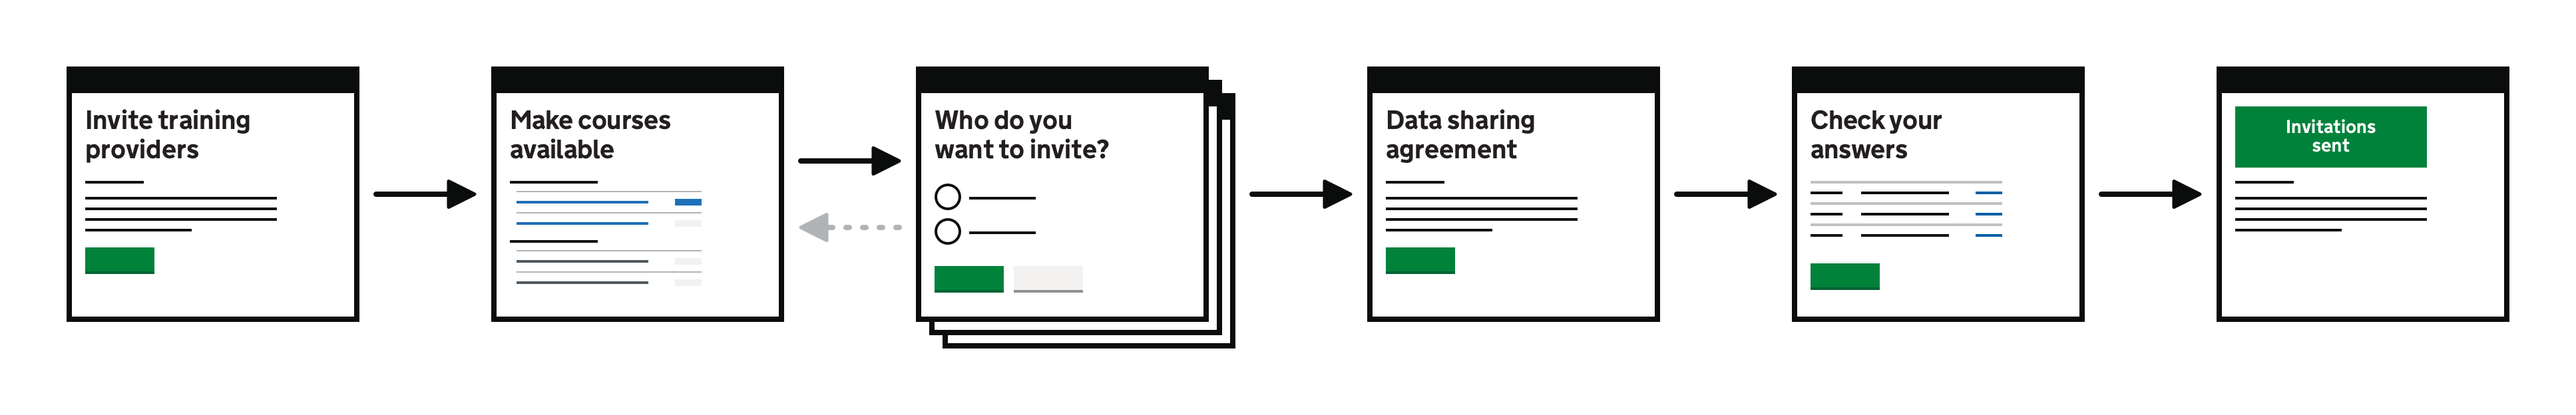 Invite training
providers
Make courses
available
Who do you
want to invite?
Data sharing
agreement
Check your
answers
Invitations
sent